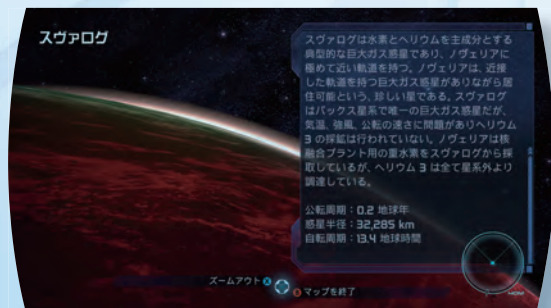 スヴァログ
スヴァログは水素とヘリウムを主成分とする
典型的な巨大ガス惑星であり、ノヴェリアに
極めて近い軌道を持つ。ノヴェリアは、近接
した軌道を持つ巨大ガス惑星がありながら居
住可能という、珍しい星である。スヴァログ
はパックス星系で唯一の巨大ガス惑星だが、
気温、強風、公転の速さに問題がありヘリウム
3 の採鉱は行われていない。ノヴェリアは核
融合プラント用の重水素をスヴァログから採
取しているが、ヘリウム 3 は全て星系外より
調達している。
公転周期：0.2 地球年
惑星半径：32,285 km
自転周期：13.4 地球時間
ズームアウト A
B マップを終了